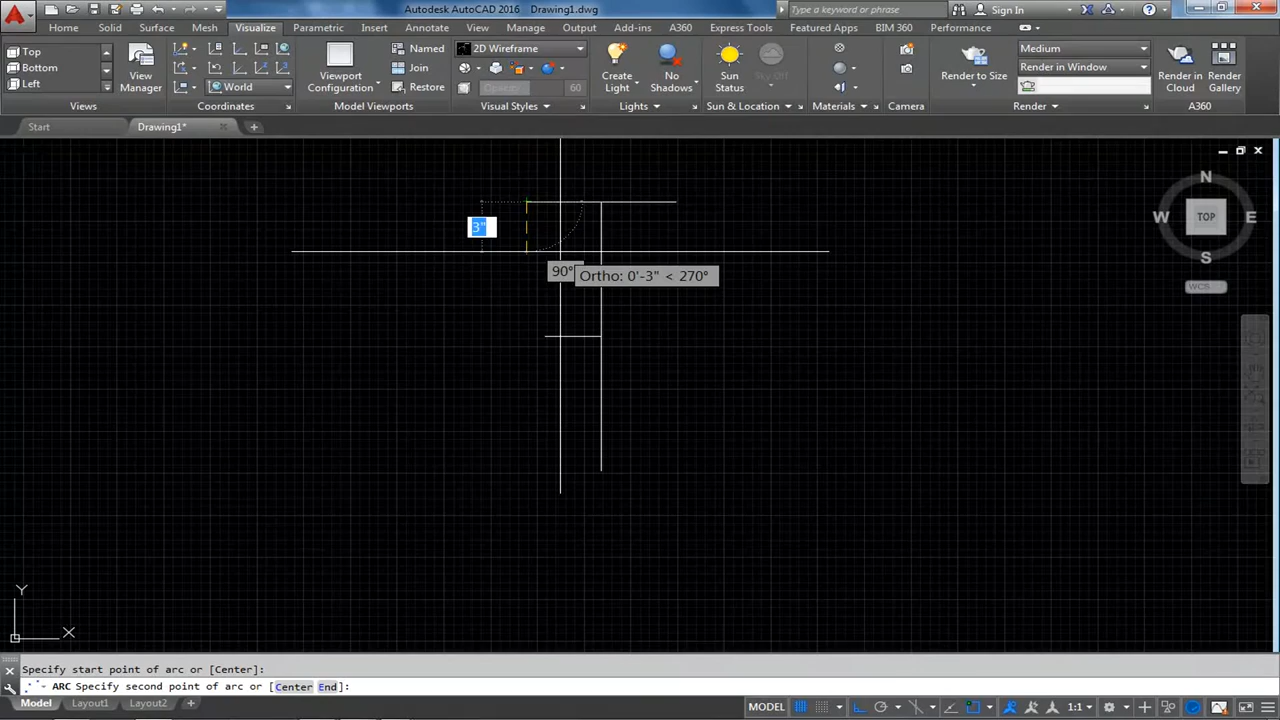 Autodesk AutoCAD 2016 Drawing1.dwg
Type a keyword or phrase
Sign In
Home Solid Surface Mesh Visualize Parametric Insert Annotate View Manage Output Add-ins A360 Express Tools Featured Apps BIM 360 Performance
Top
Bottom
Left
View
Manager
World
Viewport
Configuration
Named
Join
Restore
2D Wireframe
Opacity 60
Create
Light
No
Shadows
Sun
Status
Sky Off
Render to Size
Medium
Render in Window
Render in
Cloud
Render
Gallery
Views Coordinates Model Viewports Visual Styles Lights Sun & Location Materials Camera Render A360
Start Drawing1*
N
W TOP E
S
WCS
3"
90°
Ortho: 0'-3" < 270°
Y
X
Specify start point of arc or [Center]:
ARC Specify second point of arc or [Center End]:
Model Layout1 Layout2
MODEL 1:1